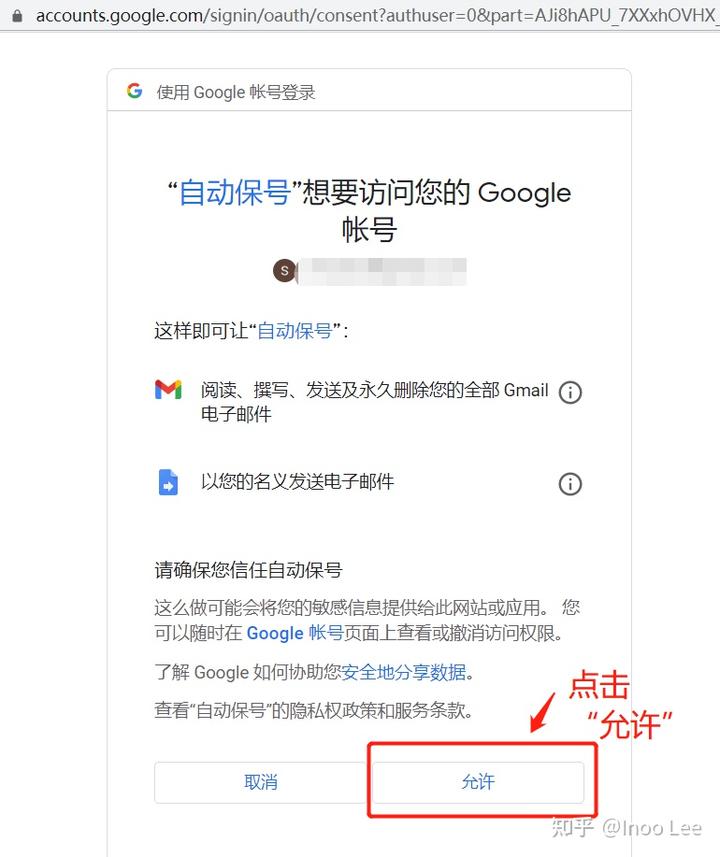 accounts.google.com/signin/oauth/consent?authuser=0&part=AJi8hAPU_7XXxhOVHX_
使用 Google 帐号登录
“自动保号”想要访问您的 Google
帐号
S
这样即可让“自动保号”：
阅读、撰写、发送及永久删除您的全部 Gmail
电子邮件
以您的名义发送电子邮件
请确保您信任自动保号
这么做可能会将您的敏感信息提供给此网站或应用。 您
可以随时在 Google 帐号页面上查看或撤消访问权限。
了解 Google 如何协助您安全地分享数据。
查看“自动保号”的隐私权政策和服务条款。
点击
“允许”
取消
允许
知乎 @Inoo Lee